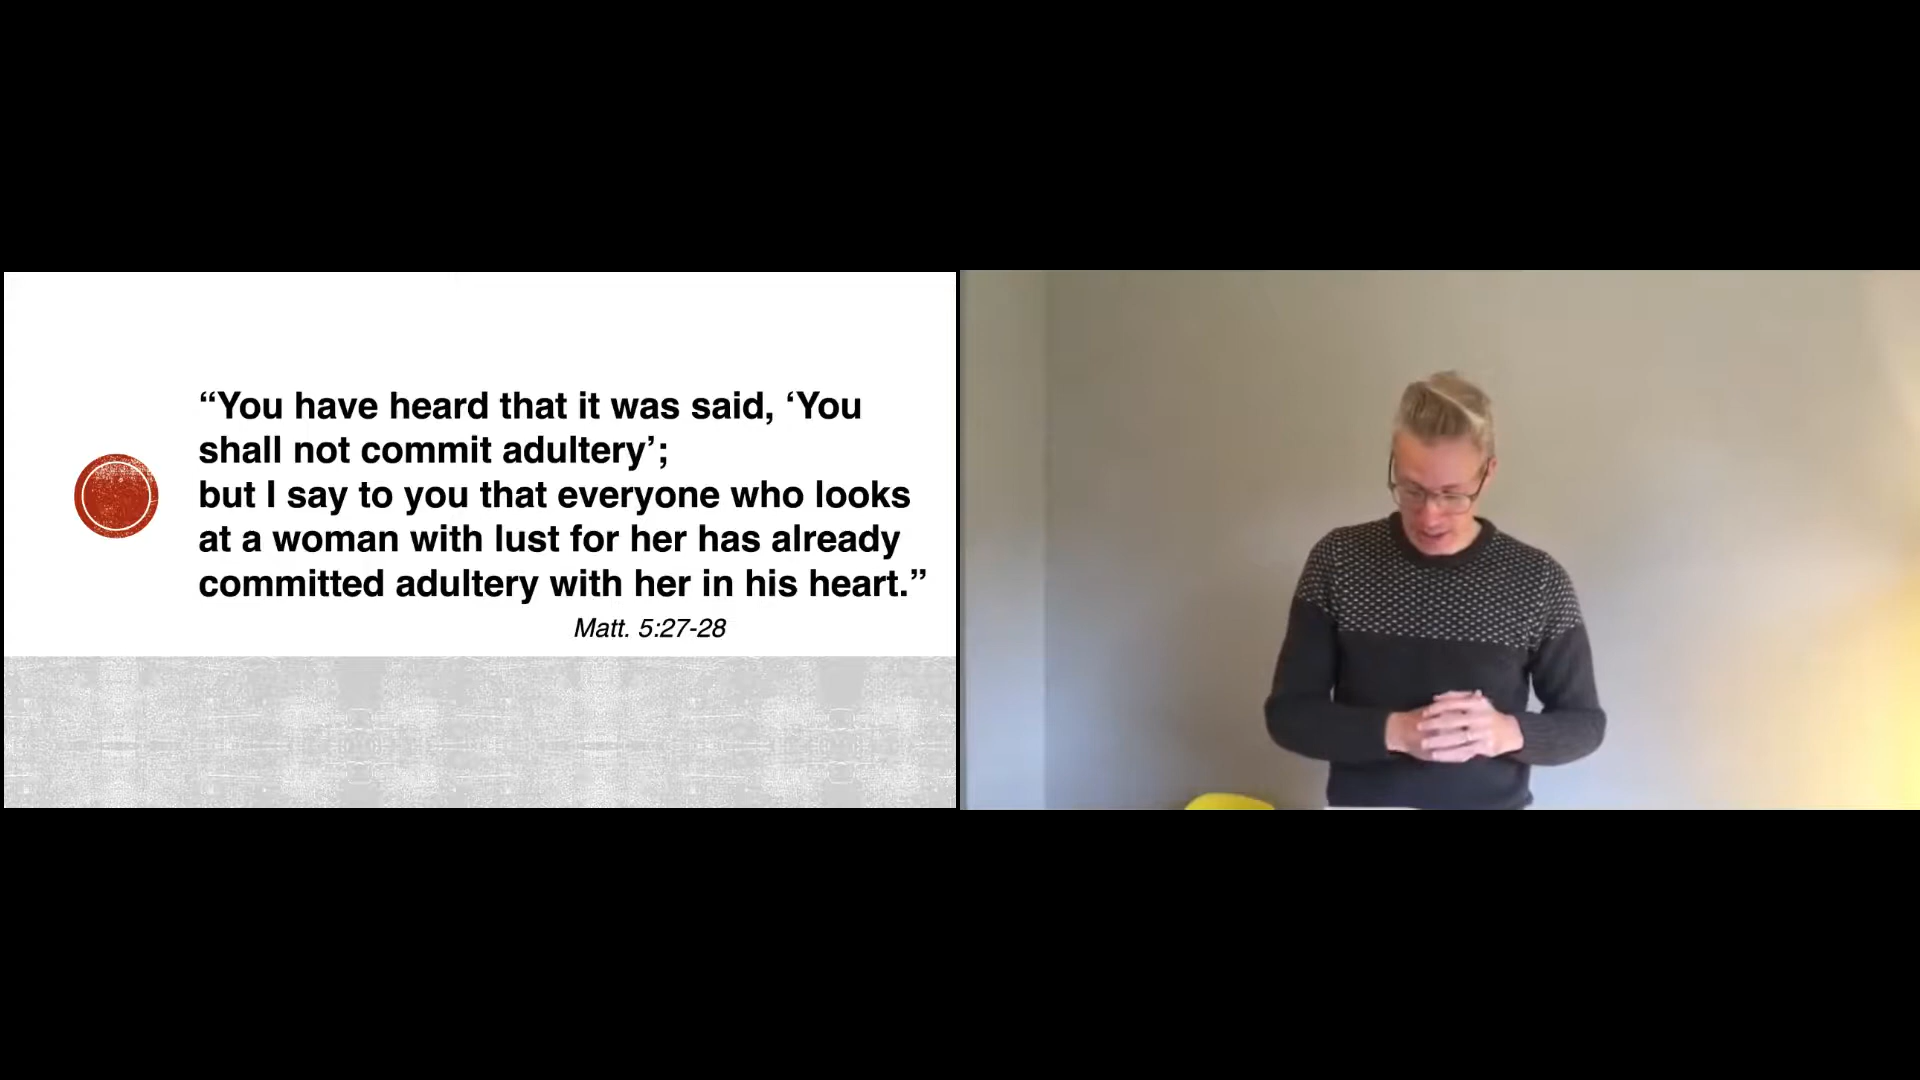 “You have heard that it was said, ‘You
shall not commit adultery’;
but I say to you that everyone who looks
at a woman with lust for her has already
committed adultery with her in his heart.”
Matt. 5:27-28